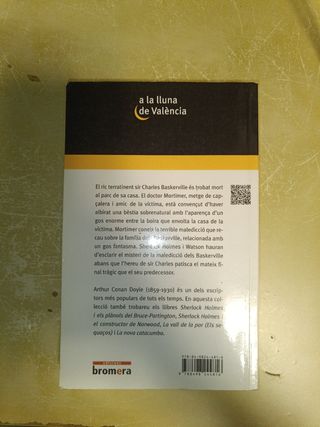 a la lluna
de València
El ric terratinent sir Charles Baskerville és trobat mort
al parc de sa casa. El doctor Mortimer, metge de cap-
çalera i amic de la víctima, està convençut d'haver
albirat una bèstia sobrenatural amb l'aparença d'un
gos enorme entre la boira que envolta la casa de la
víctima. Mortimer coneix la terrible maledicció que re-
cau sobre la família dels Baskerville, relacionada amb
un gos fantasma. Sherlock Holmes i Watson hauran
d'esclarir el misteri de la maledicció dels Baskerville
abans que l'hereu de sir Charles patisca el mateix final
tràgic que el seu predecessor.
Arthur Conan Doyle (1859-1930) és un dels escrip-
tors més populars de tots els temps. En aquesta col·lecció
també trobareu els llibres Sherlock Holmes
i els plànols del Bruce-Partington, Sherlock Holmes i
el constructor de Norwood, La vall de la por (Els se-
quaços) i La nova catacumba.
edicions
bromera